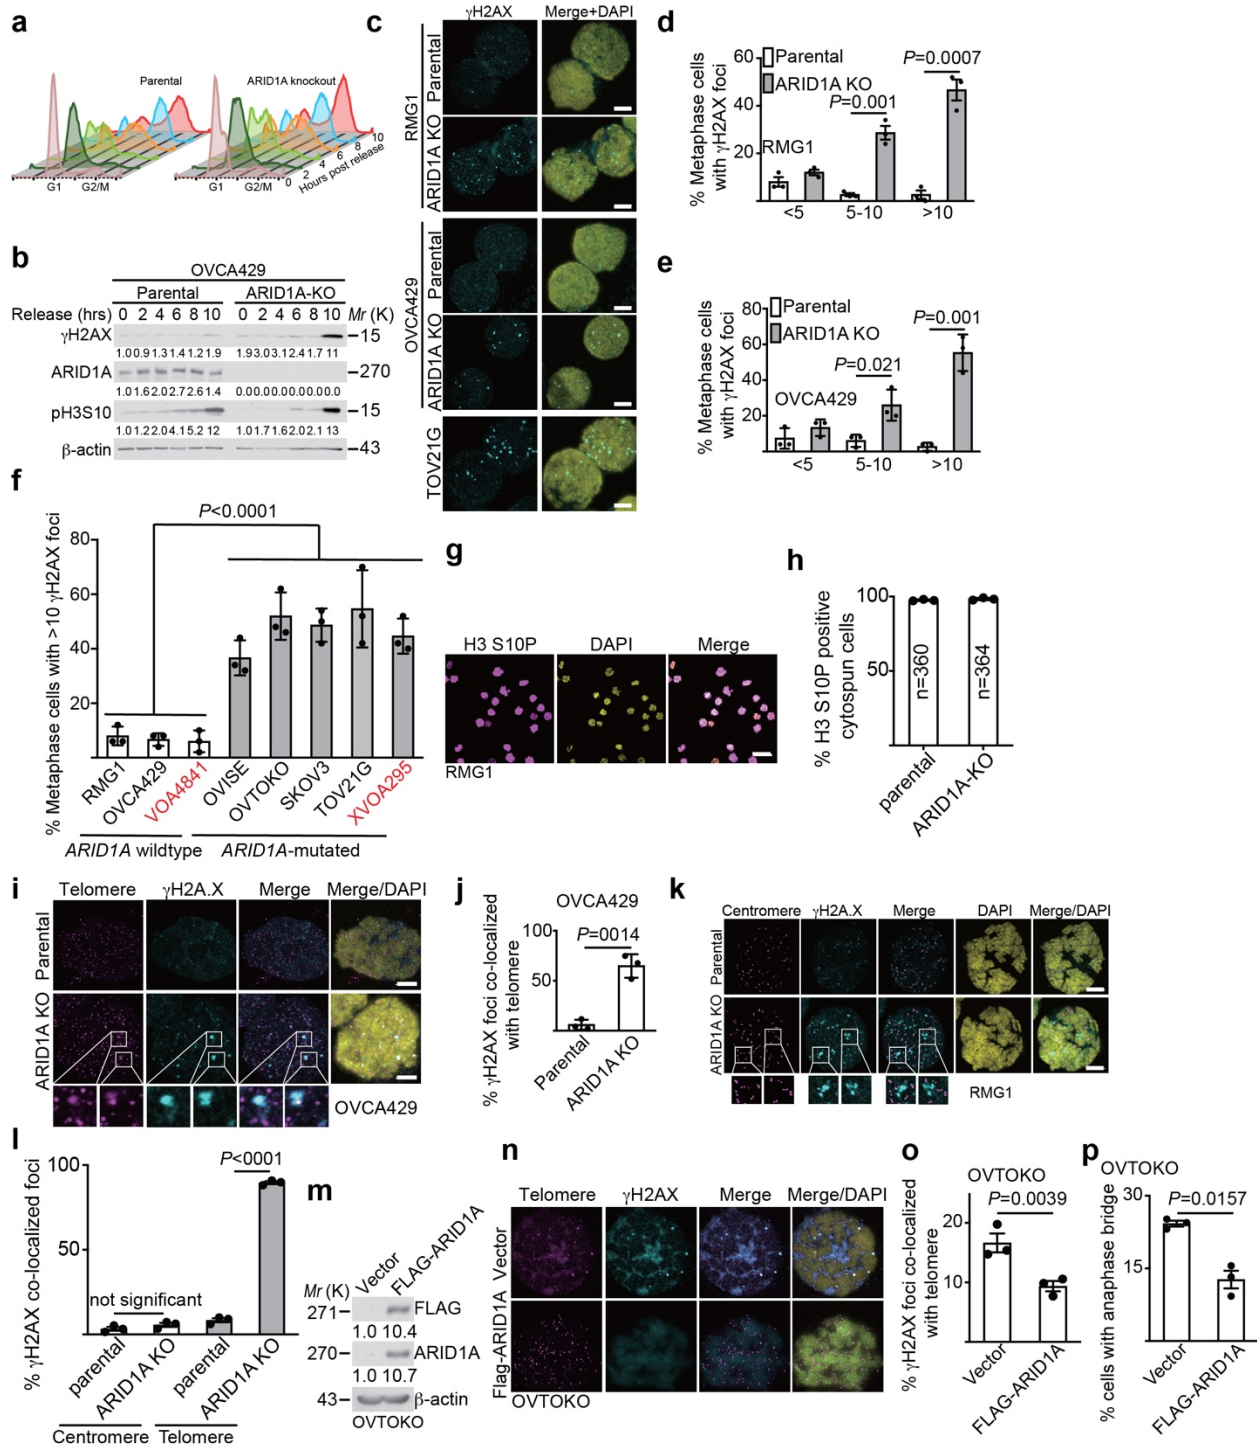 a
Parental
ARID1A knockout
G1
G2/M
G1
G2/M
0
2
4
6
8
10
Hours post release
b
OVCA429
Parental
ARID1A-KO
Release (hrs) 0 2 4 6 8 10 0 2 4 6 8 10 Mr (K)
γH2AX
15
1.0 0.9 1.3 1.4 1.2 1.9 1.9 3.0 3.1 2.4 1.7 11
ARID1A
270
1.0 1.6 2.0 2.7 2.6 1.4 0.0 0.0 0.0 0.0 0.0 0.0
pH3S10
15
1.0 1.2 2.0 4.1 5.2 12 1.0 1.7 1.6 2.0 2.1 13
β-actin
43
c
γH2AX
Merge+DAPI
RMG1
Parental
ARID1A KO
OVCA429
Parental
ARID1A KO
ARID1A KO
TOV21G
d
% Metaphase cells
with γH2AX foci
60
40
20
Parental
ARID1A KO
P=0.0007
P=0.001
RMG1
<5
5-10
>10
e
% Metaphase cells
with γH2AX foci
80
60
40
20
Parental
ARID1A KO
P=0.001
P=0.021
OVCA429
<5
5-10
>10
f
% Metaphase cells with >10 γH2AX foci
80
60
40
20
P<0.0001
RMG1
OVCA429
VOA4841
OVISE
OVTOKO
SKOV3
TOV21G
XVOA295
ARID1A wildtype
ARID1A-mutated
g
H3 S10P
DAPI
Merge
RMG1
h
% H3 S10P positive
cytospun cells
100
50
n=360
n=364
parental
ARID1A-KO
i
Telomere
γH2A.X
Merge
Merge/DAPI
Parental
ARID1A KO
OVCA429
j
OVCA429
% γH2AX foci co-localized
with telomere
100
50
P=0014
Parental
ARID1A KO
k
Centromere
γH2A.X
Merge
DAPI
Merge/DAPI
Parental
ARID1A KO
RMG1
l
% γH2AX co-localized foci
100
50
P<0001
not significant
parental
ARID1A KO
parental
ARID1A KO
Centromere
Telomere
m
Vector
FLAG-ARID1A
Mr (K)
271
FLAG
1.0 10.4
270
ARID1A
1.0 10.7
43
β-actin
OVTOKO
n
Telomere
γH2AX
Merge
Merge/DAPI
Vector
Flag-ARID1A
OVTOKO
o
OVTOKO
% γH2AX foci co-localized
with telomere
P=0.0039
20
10
Vector
FLAG-ARID1A
p
OVTOKO
% cells with anaphase bridge
30
15
P=0.0157
Vector
FLAG-ARID1A